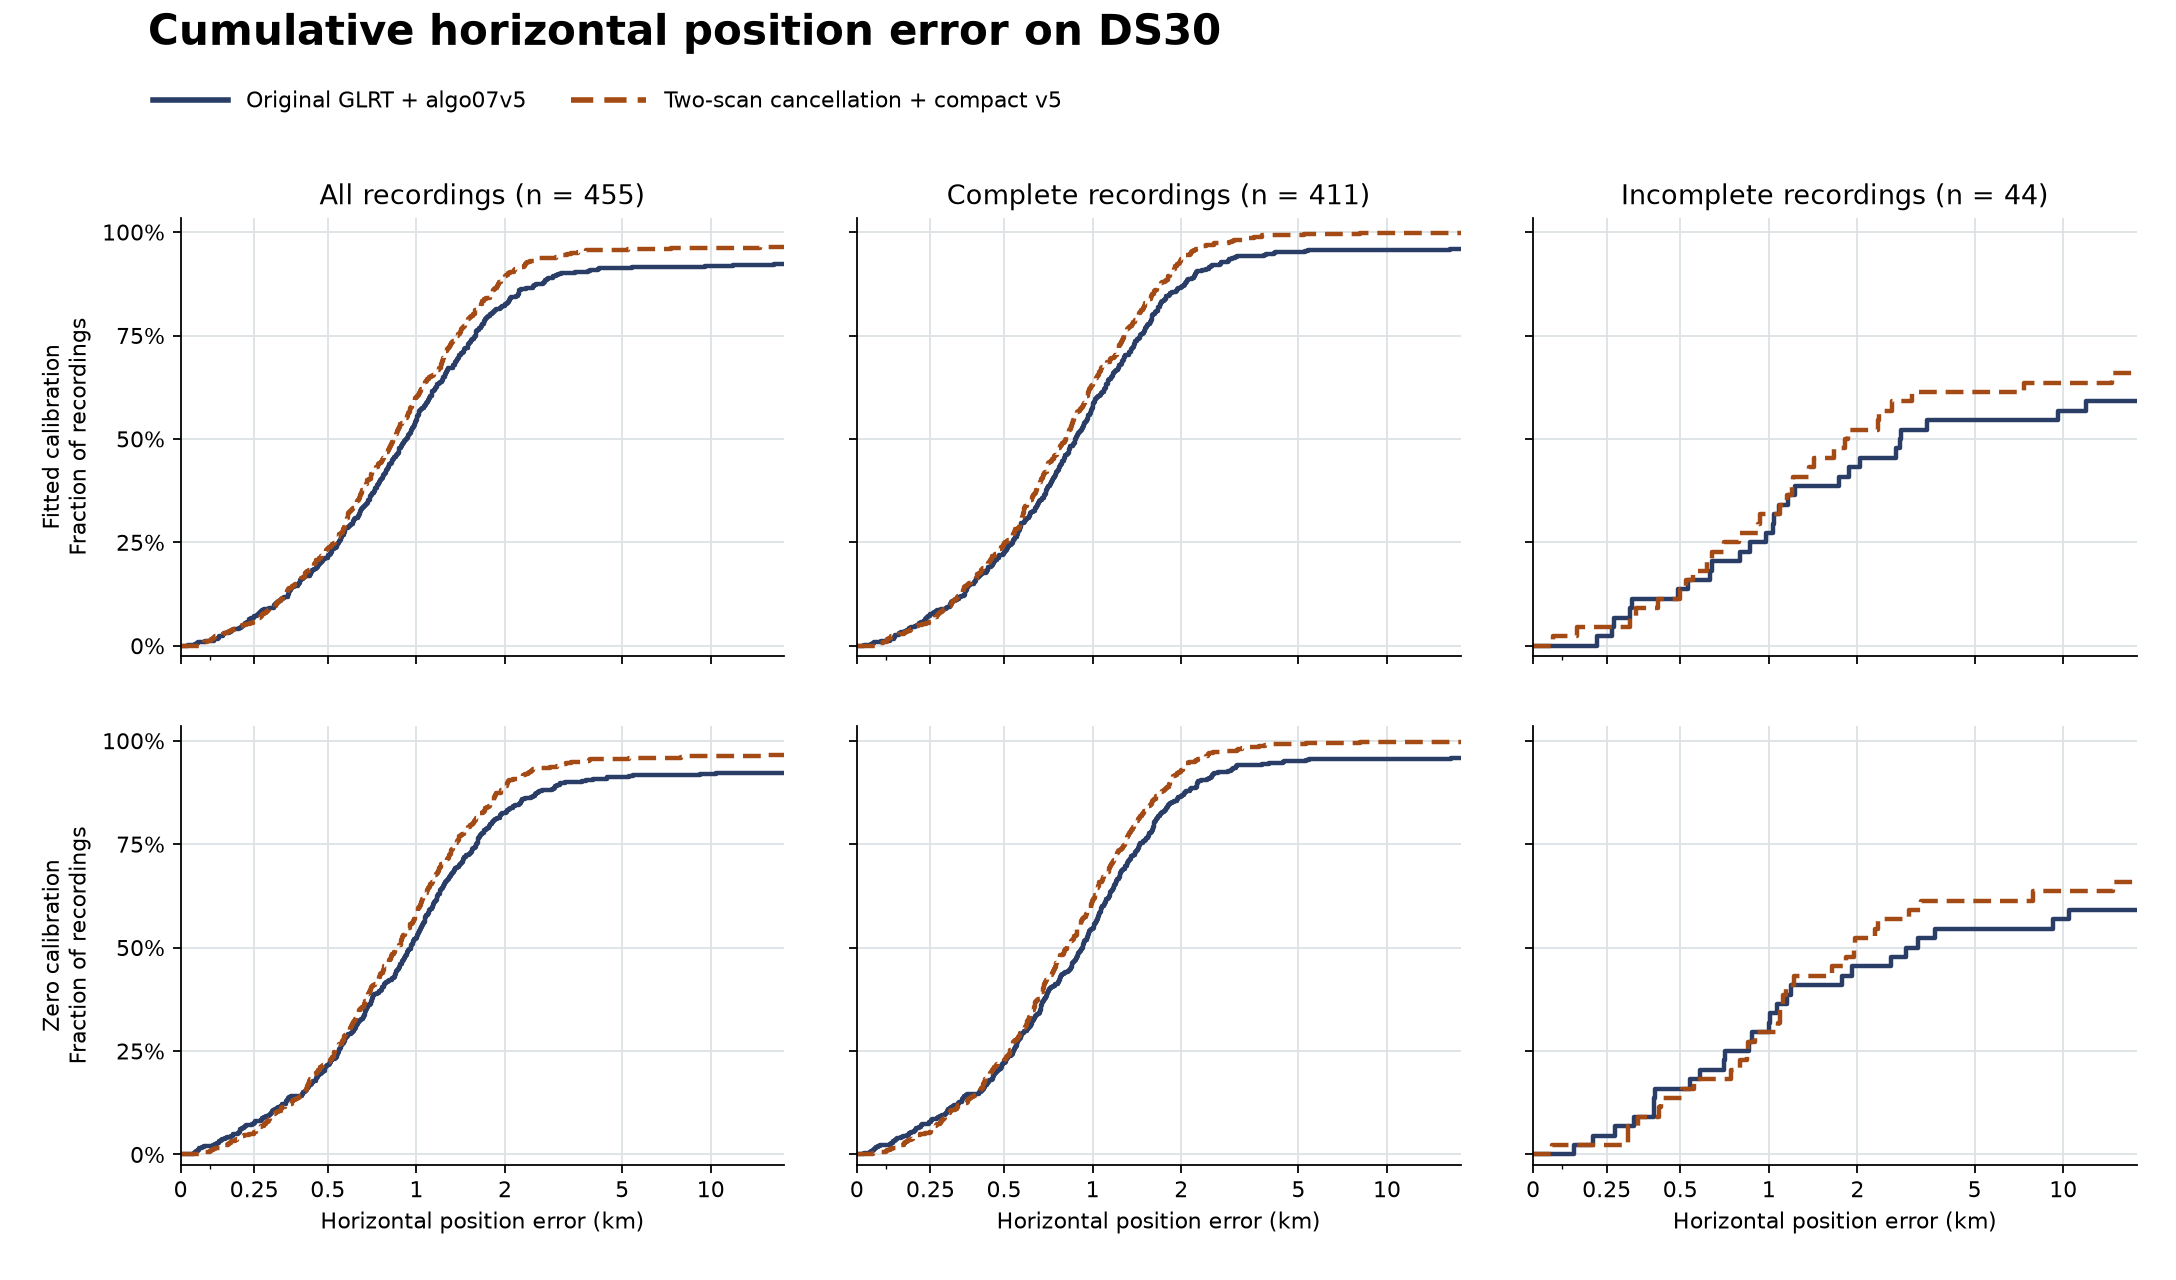 Cumulative horizontal position error on DS30
Original GLRT + algo07v5
Two-scan cancellation + compact v5
All recordings (n = 455)
Complete recordings (n = 411)
Incomplete recordings (n = 44)
Fitted calibration
Fraction of recordings
100%
75%
50%
25%
0%
Zero calibration
Fraction of recordings
100%
75%
50%
25%
0%
0 0.25 0.5 1 2 5 10
0 0.25 0.5 1 2 5 10
0 0.25 0.5 1 2 5 10
Horizontal position error (km)
Horizontal position error (km)
Horizontal position error (km)